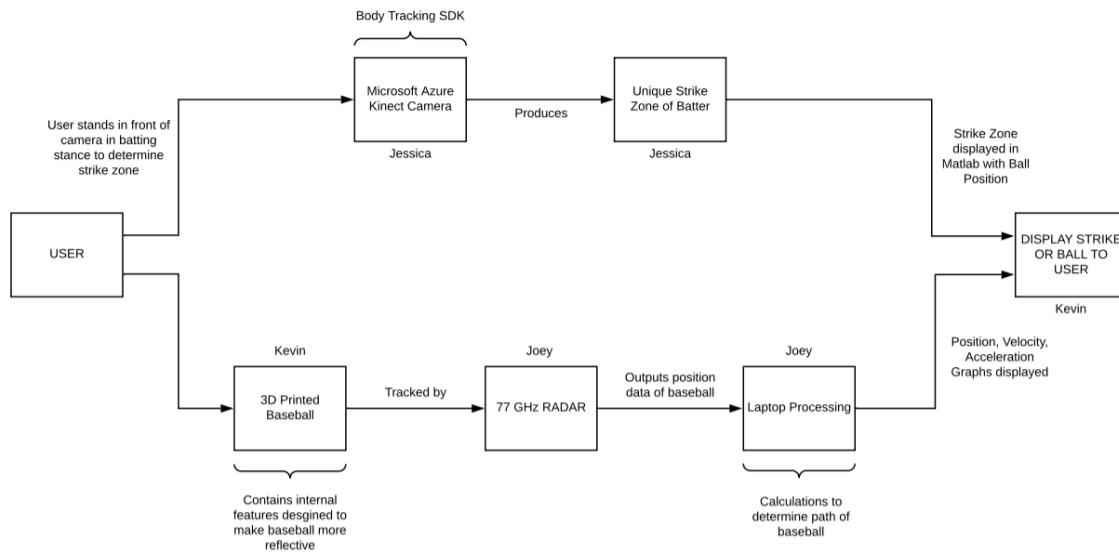 Body Tracking SDK
Microsoft Azure
Kinect Camera
Jessica
Produces
Unique Strike
Zone of Batter
Jessica
User stands in front of
camera in batting
stance to determine
strike zone
Strike Zone
displayed in
Matlab with Ball
Position
USER
DISPLAY STRIKE
OR BALL TO
USER
Kevin
Kevin
3D Printed
Baseball
Contains internal
features desgined to
make baseball more
reflective
Tracked by
Joey
77 GHz RADAR
Outputs position
data of baseball
Joey
Laptop Processing
Calculations to
determine path of
baseball
Position, Velocity,
Acceleration
Graphs displayed